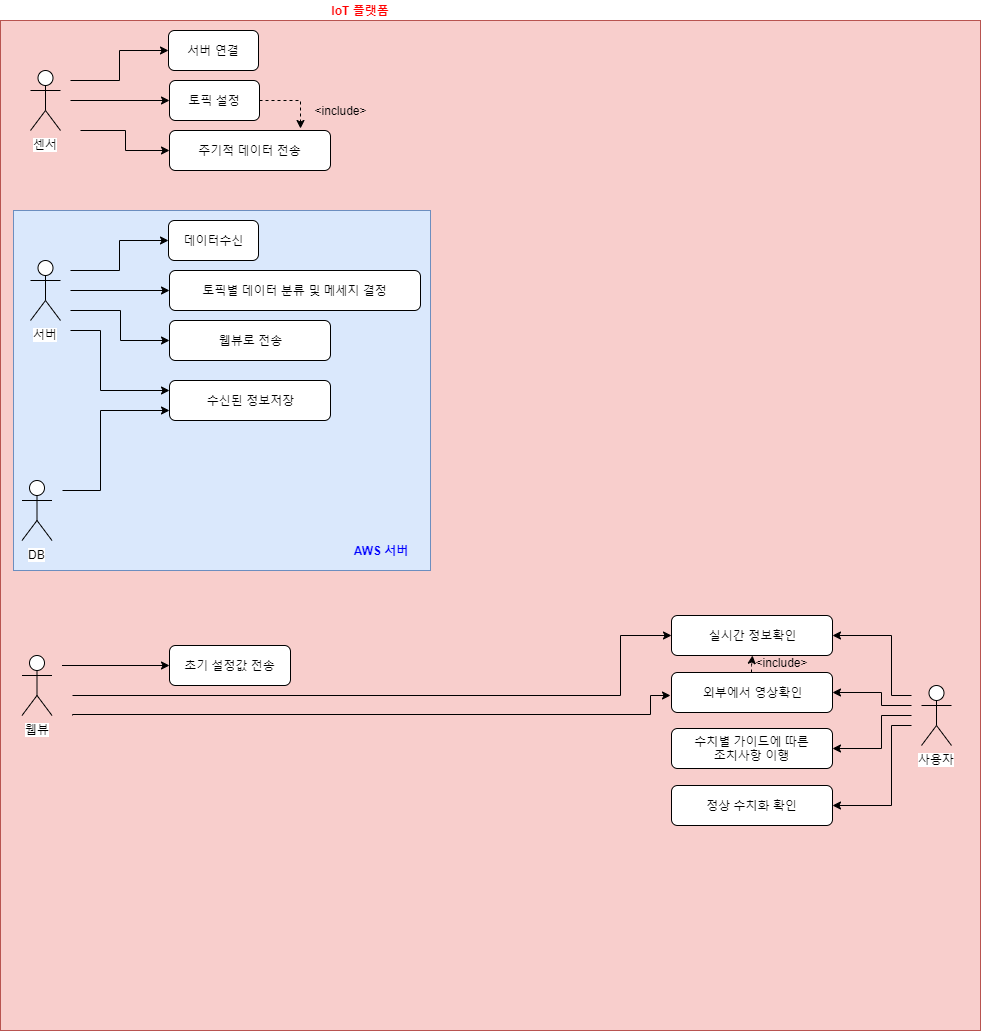 IoT 플랫폼
서버 연결
토픽 설정
<include>
센서
주기적 데이터 전송
데이터수신
토픽별 데이터 분류 및 메세지 결정
서버
웹뷰로 전송
수신된 정보저장
DB
AWS 서버
실시간 정보확인
<include>
초기 설정값 전송
외부에서 영상확인
웹뷰
수치별 가이드에 따른
조치사항 이행
사용자
정상 수치화 확인